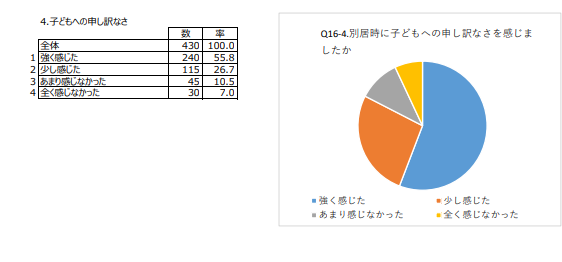 4.子どもへの申し訳なさ
数 率
全体 430 100.0
1 強く感じた 240 55.8
2 少し感じた 115 26.7
3 あまり感じなかった 45 10.5
4 全く感じなかった 30 7.0
Q16-4.別居時に子どもへの申し訳なさを感じま
したか
強く感じた 少し感じた
あまり感じなかった 全く感じなかった